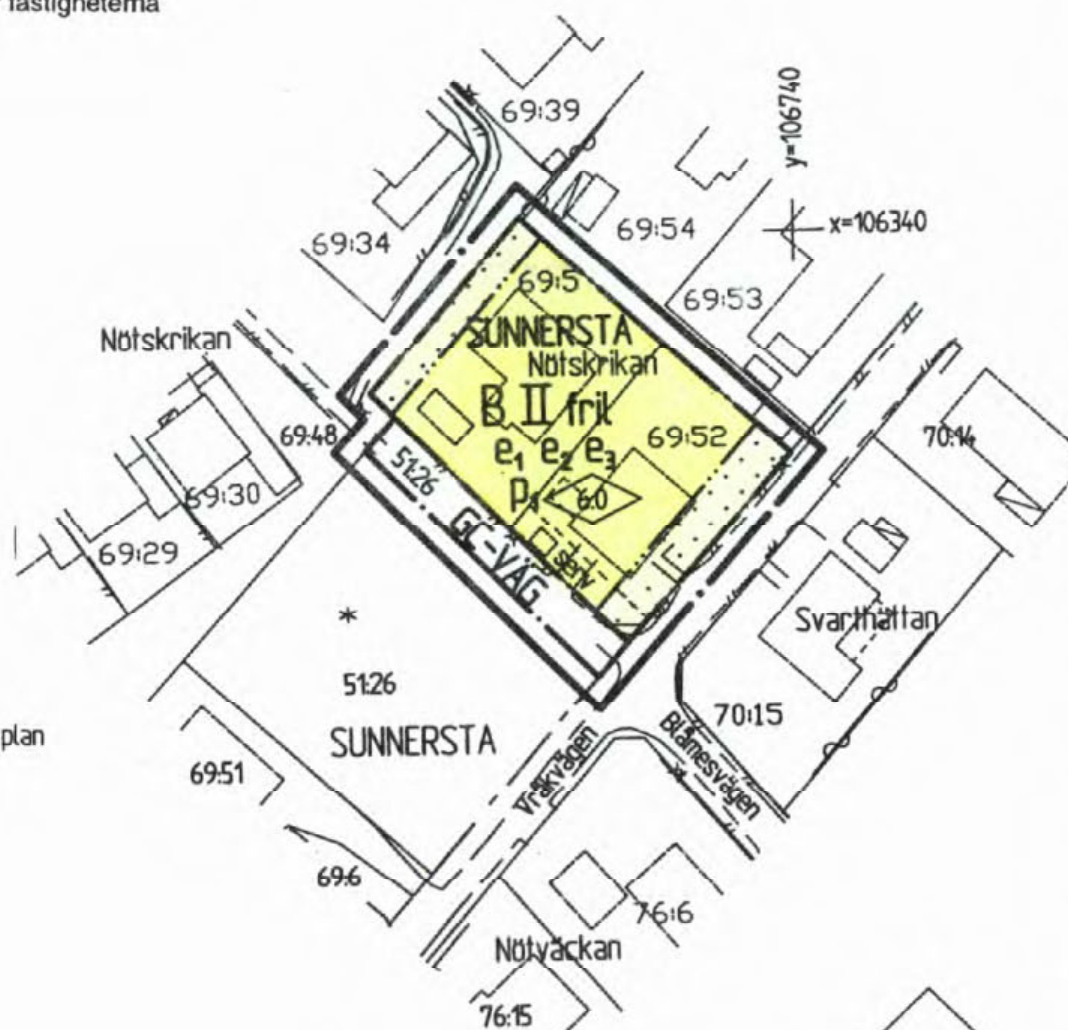 fastigheterna
69:39
y=106740
x=106340
69:34
69:54
69:53
69:5
SUNNERSTA
Nötskrikan
Nötskrikan
B II fril
69:52
e₁ e₂ e₃
p₁ 6.0
69:48
51:26
70:14
69:30
69:29
GC-VÄG
serv
Svarthättan
51:26
SUNNERSTA
70:15
plan
69:51
Vråkvägen
Blåmesvägen
69:6
76:6
Nötväckan
76:15